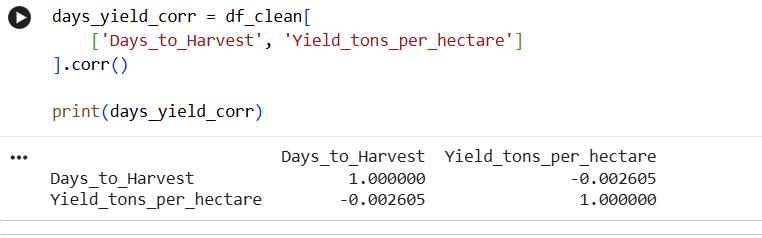 days_yield_corr = df_clean[
    ['Days_to_Harvest', 'Yield_tons_per_hectare']
].corr()

print(days_yield_corr)
                        Days_to_Harvest  Yield_tons_per_hectare
Days_to_Harvest                1.000000               -0.002605
Yield_tons_per_hectare        -0.002605                1.000000